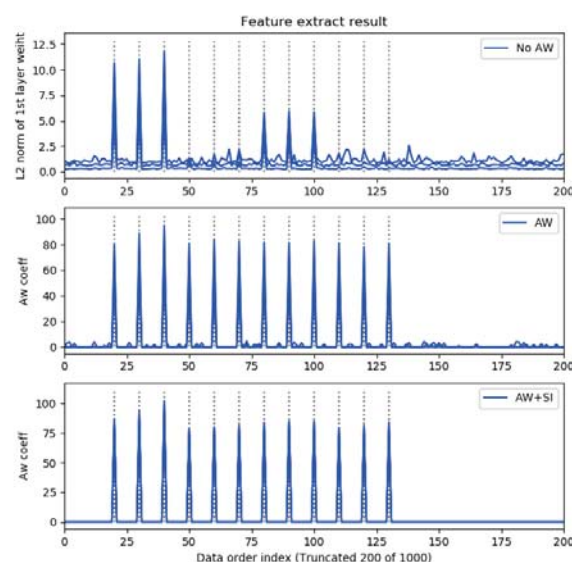 Feature extract result
No AW
L2 norm of 1st layer weiht
12.5
10.0
7.5
5.0
2.5
0.0
0 25 50 75 100 125 150 175 200
AW
Aw coeff
100
80
60
40
20
0
0 25 50 75 100 125 150 175 200
AW+SI
Aw coeff
100
75
50
25
0
0 25 50 75 100 125 150 175 200
Data order index (Truncated 200 of 1000)